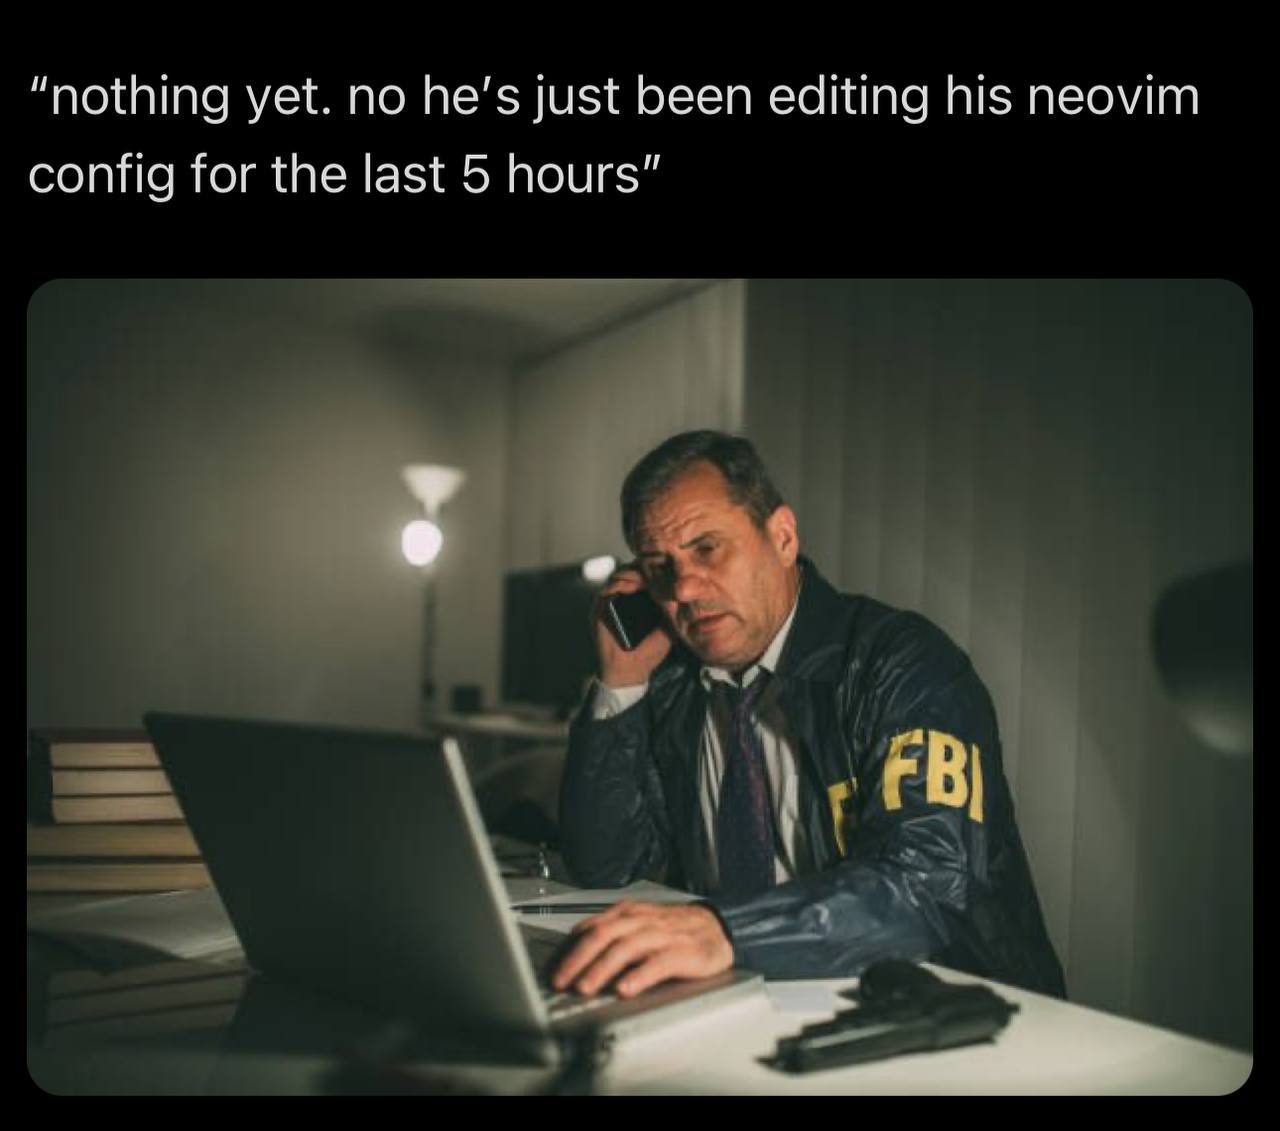 “nothing yet. no he’s just been editing his neovim
config for the last 5 hours”
FBI
F